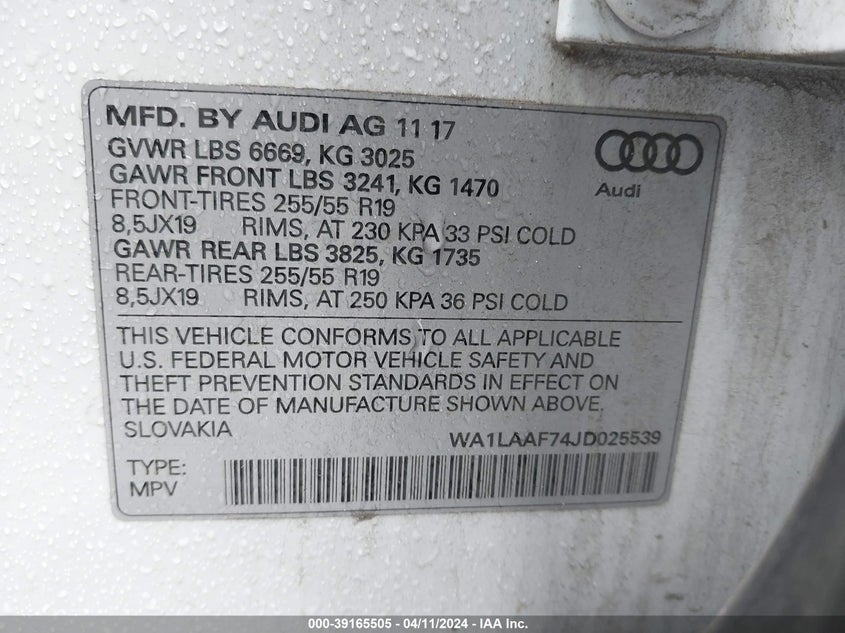 MFD. BY AUDI AG 11 17
GVWR LBS 6669, KG 3025
GAWR FRONT LBS 3241, KG 1470
FRONT-TIRES 255/55 R19
8,5JX19 RIMS, AT 230 KPA 33 PSI COLD
GAWR REAR LBS 3825, KG 1735
REAR-TIRES 255/55 R19
8,5JX19 RIMS, AT 250 KPA 36 PSI COLD
Audi
THIS VEHICLE CONFORMS TO ALL APPLICABLE
U.S. FEDERAL MOTOR VEHICLE SAFETY AND
THEFT PREVENTION STANDARDS IN EFFECT ON
THE DATE OF MANUFACTURE SHOWN ABOVE.
SLOVAKIA
WA1LAAF74JD025539
TYPE:
MPV
000-39165505 - 04/11/2024 - IAA Inc.